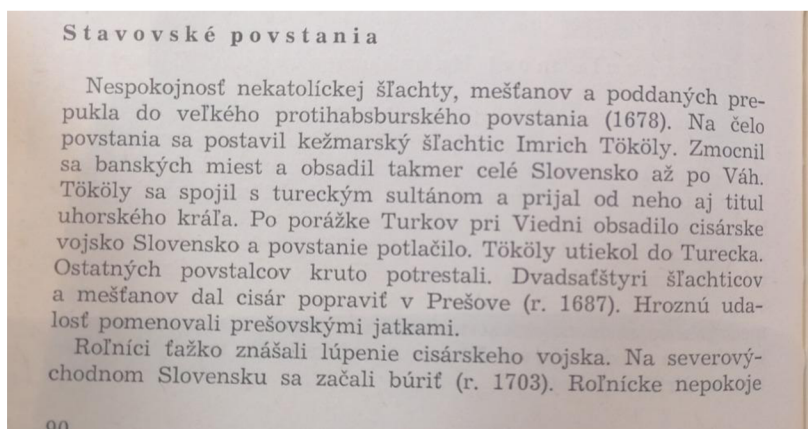 Stavovské povstania
Nespokojnosť nekatolíckej šľachty, mešťanov a poddaných pre-
pukla do veľkého protihabsburského povstania (1678). Na čelo
povstania sa postavil kežmarský šľachtic Imrich Tököly. Zmocnil
sa banských miest a obsadil takmer celé Slovensko až po Váh.
Tököly sa spojil s tureckým sultánom a prijal od neho aj titul
uhorského kráľa. Po porážke Turkov pri Viedni obsadilo cisárske
vojsko Slovensko a povstanie potlačilo. Tököly utiekol do Turecka.
Ostatných povstalcov kruto potrestali. Dvadsaťštyri šľachticov
a mešťanov dal cisár popraviť v Prešove (r. 1687). Hroznú uda-
losť pomenovali prešovskými jatkami.
Roľníci ťažko znášali lúpenie cisárskeho vojska. Na severový-
chodnom Slovensku sa začali búriť (r. 1703). Roľnícke nepokoje
90